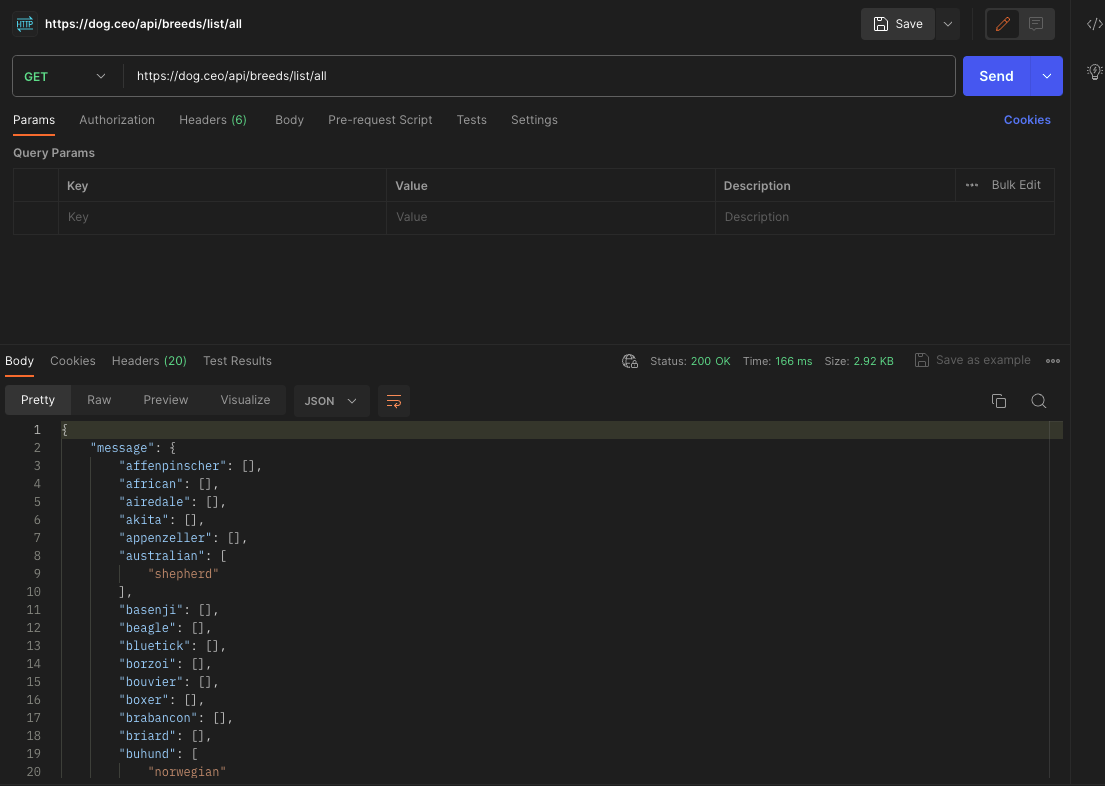 HTTP https://dog.ceo/api/breeds/list/all Save
GET https://dog.ceo/api/breeds/list/all Send
Params Authorization Headers (6) Body Pre-request Script Tests Settings Cookies
Query Params
Key Value Description ••• Bulk Edit
Key Value Description
Body Cookies Headers (20) Test Results Status: 200 OK Time: 166 ms Size: 2.92 KB Save as example •••
Pretty Raw Preview Visualize JSON
1 {
2 "message": {
3 "affenpinscher": [],
4 "african": [],
5 "airedale": [],
6 "akita": [],
7 "appenzeller": [],
8 "australian": [
9 "shepherd"
10 ],
11 "basenji": [],
12 "beagle": [],
13 "bluetick": [],
14 "borzoi": [],
15 "bouvier": [],
16 "boxer": [],
17 "brabancon": [],
18 "briard": [],
19 "buhund": [
20 "norwegian"